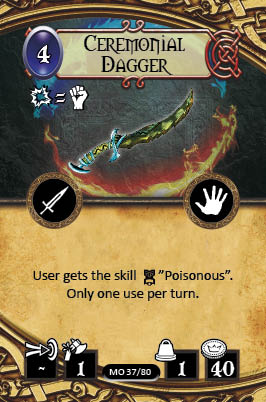 4
Ceremonial
Dagger
=
User gets the skill "Poisonous".
Only one use per turn.
~ 1 MO 37/80 1 40